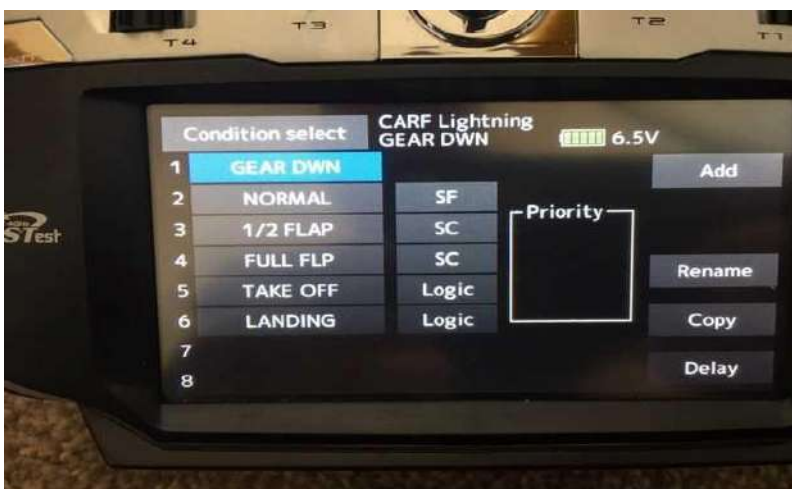 T4 T3 T2 T1
Condition select
CARF Lightning
GEAR DWN
6.5V
1 GEAR DWN
Add
2 NORMAL SF
Priority
3 1/2 FLAP SC
4 FULL FLP SC
Rename
5 TAKE OFF Logic
6 LANDING Logic
Copy
7
Delay
8
STest